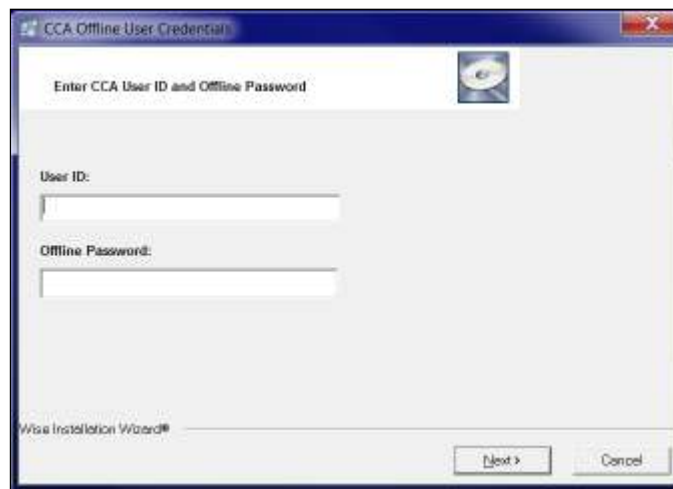 CCA Offline User Credentials
Enter CCA User ID and Offline Password
User ID:
Offline Password:
Wise Installation Wizard®
Next >
Cancel